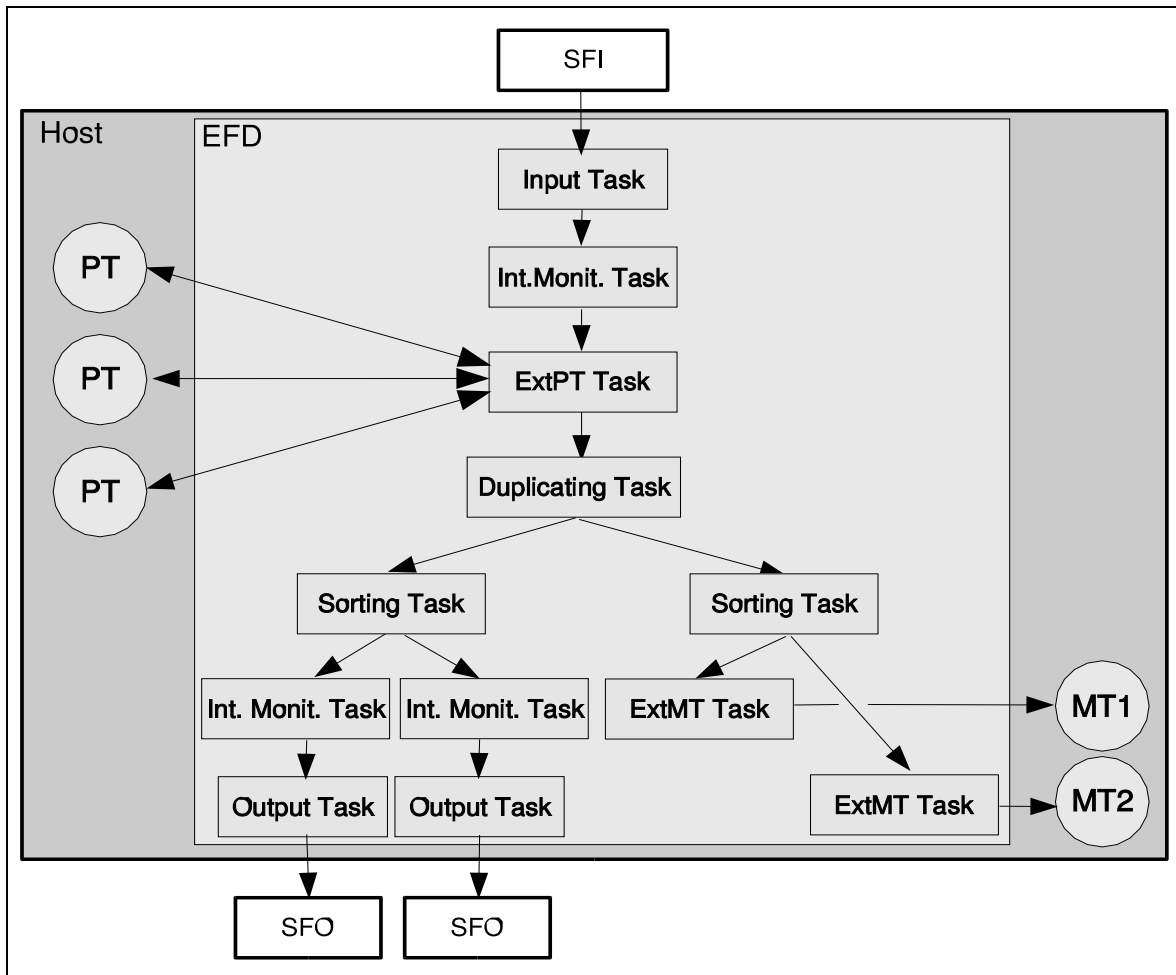 SFI
Host
EFD
Input Task
Int.Monit. Task
PT
PT
ExtPT Task
PT
Duplicating Task
Sorting Task
Sorting Task
Int. Monit. Task
Int. Monit. Task
ExtMT Task
MT1
Output Task
Output Task
ExtMT Task
MT2
SFO
SFO